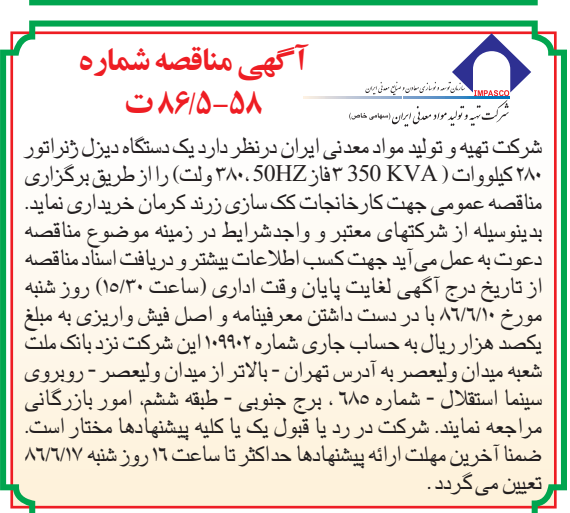 آگهی مناقصه شماره
۸۶/۵-۵۸ ت
IMPASCO
سازمان توسعه و نوسازی معادن و صنایع معدنی ایران
شرکت تهیه و تولید مواد معدنی ایران (سهامی خاص)
شرکت تهیه و تولید مواد معدنی ایران درنظر دارد یک دستگاه دیزل ژنراتور
۲۸۰ کیلووات ( 350 KVA ۳فاز 50HZ ،۳۸۰ ولت) را از طریق برگزاری
مناقصه عمومی جهت کارخانجات کک سازی زرند کرمان خریداری نماید.
بدینوسیله از شرکتهای معتبر و واجدشرایط در زمینه موضوع مناقصه
دعوت به عمل می‌آید جهت کسب اطلاعات بیشتر و دریافت اسناد مناقصه
از تاریخ درج آگهی لغایت پایان وقت اداری (ساعت ۱۵/۳۰) روز شنبه
مورخ ۸۶/۶/۱۰ با در دست داشتن معرفینامه و اصل فیش واریزی به مبلغ
یکصد هزار ریال به حساب جاری شماره ۱۰۹۹۰۲ این شرکت نزد بانک ملت
شعبه میدان ولیعصر به آدرس تهران - بالاتر از میدان ولیعصر - روبروی
سینما استقلال - شماره ۶۸۵ ، برج جنوبی - طبقه ششم، امور بازرگانی
مراجعه نمایند. شرکت در رد یا قبول یک یا کلیه پیشنهادها مختار است.
ضمنا آخرین مهلت ارائه پیشنهادها حداکثر تا ساعت ۱۶ روز شنبه ۸۶/۶/۱۷
تعیین می‌گردد .